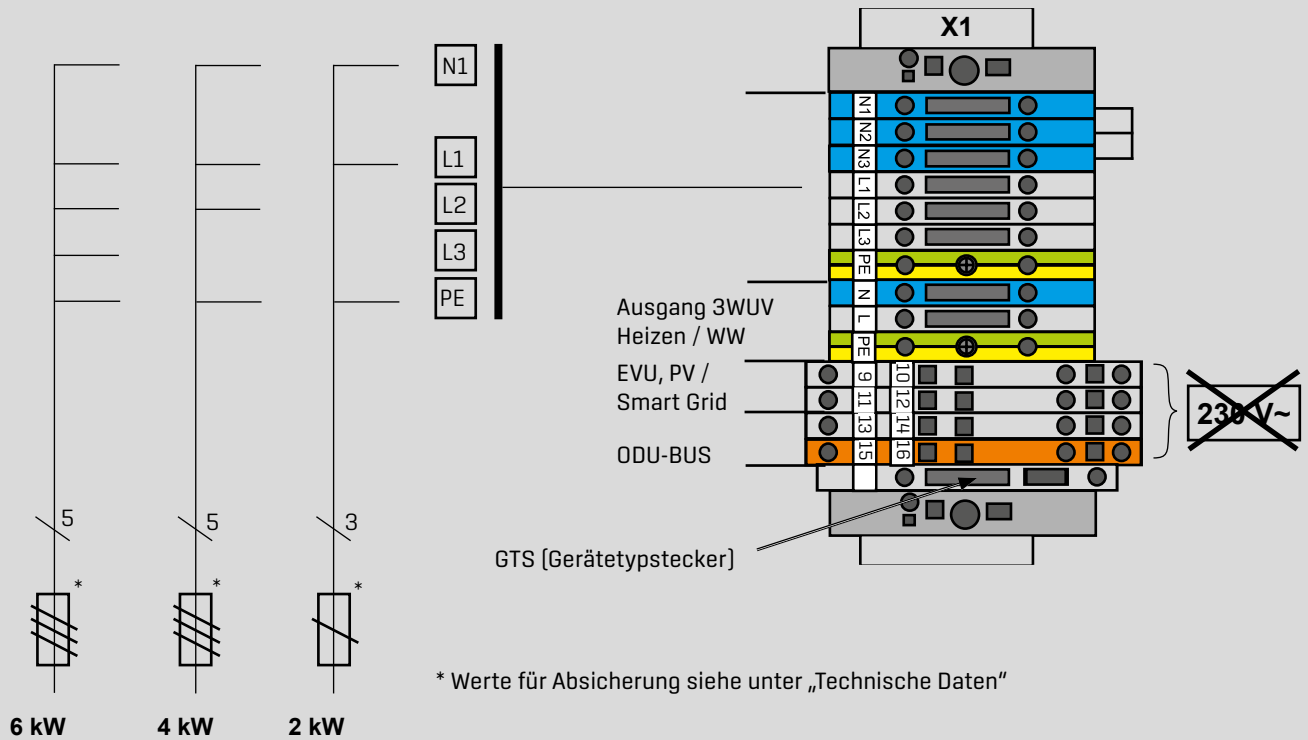 X1
N1
L1
L2
L3
PE
N1
N2
N3
L1
L2
L3
PE
N
L
PE
9 10
11 12
13 14
15 16
Ausgang 3WUV
Heizen / WW
EVU, PV /
Smart Grid
ODU-BUS
230 V~
GTS (Gerätetypstecker)
5
5
3
*
*
*
* Werte für Absicherung siehe unter „Technische Daten“
6 kW
4 kW
2 kW